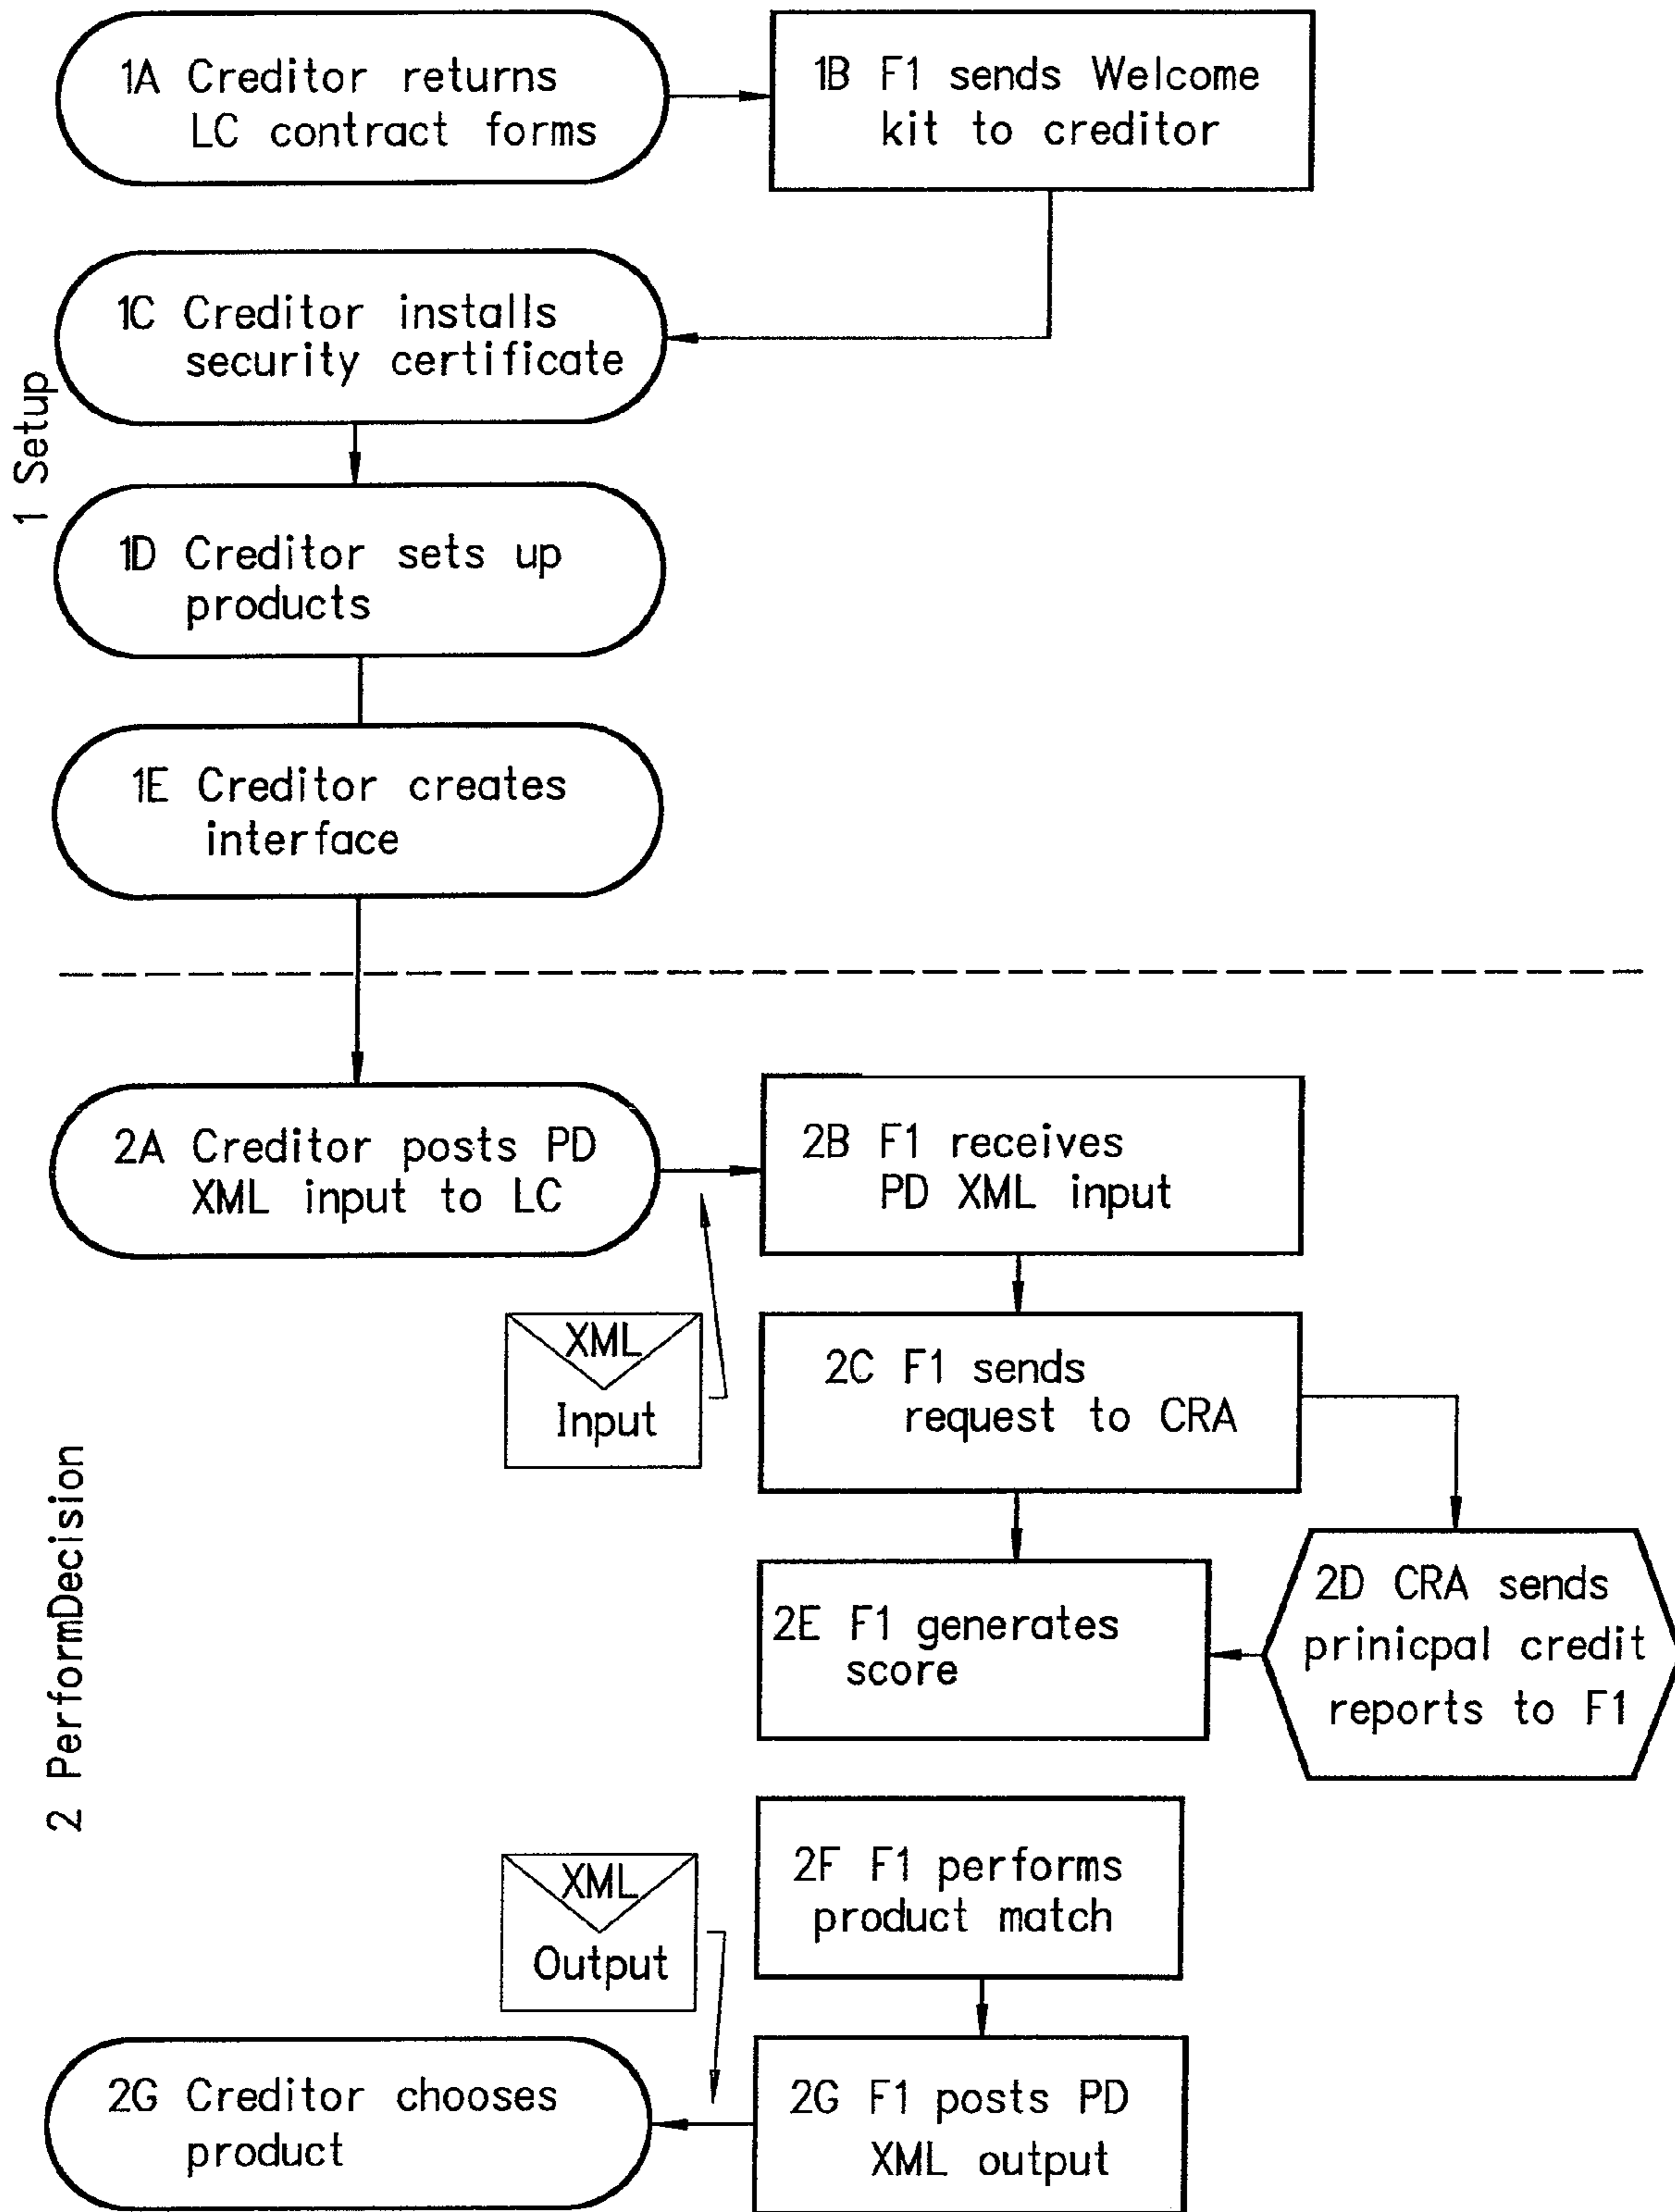 1A Creditor returns
LC contract forms
1B F1 sends Welcome
kit to creditor
1 Setup
1C Creditor installs
security certificate
1D Creditor sets up
products
1E Creditor creates
interface
2 PerformDecision
2A Creditor posts PD
XML input to LC
2B F1 receives
PD XML input
XML
Input
2C F1 sends
request to CRA
2D CRA sends
prinicpal credit
reports to F1
2E F1 generates
score
2F F1 performs
product match
XML
Output
2G F1 posts PD
XML output
2G Creditor chooses
product